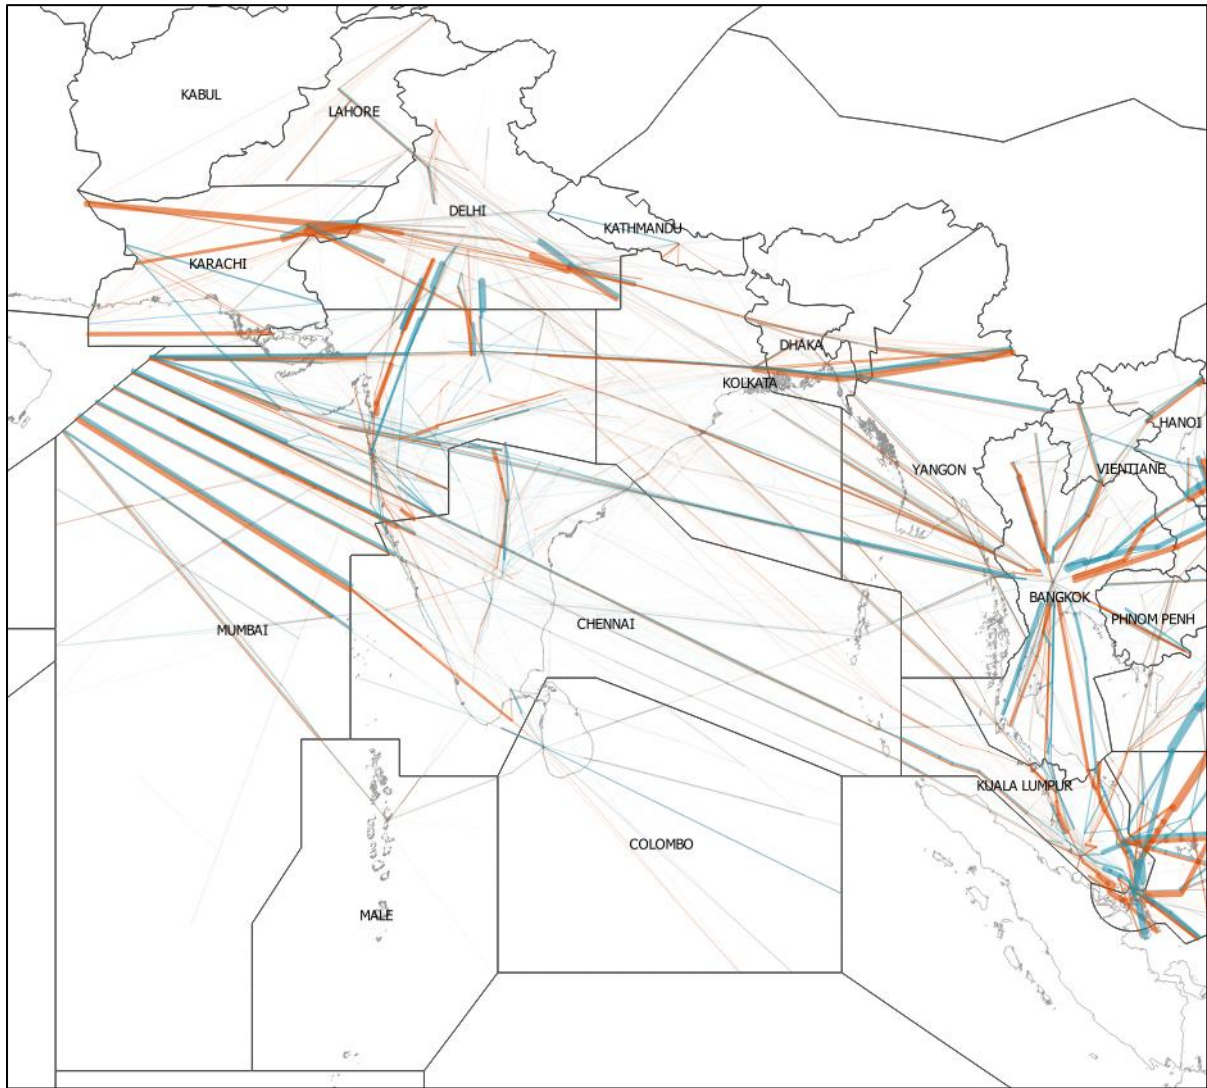 KABUL
LAHORE
DELHI
KATHMANDU
KARACHI
DHAKA
KOLKATA
HANOI
YANGON
VIENTIANE
BANGKOK
PHNOM PENH
MUMBAI
CHENNAI
KUALA LUMPUR
COLOMBO
MALE